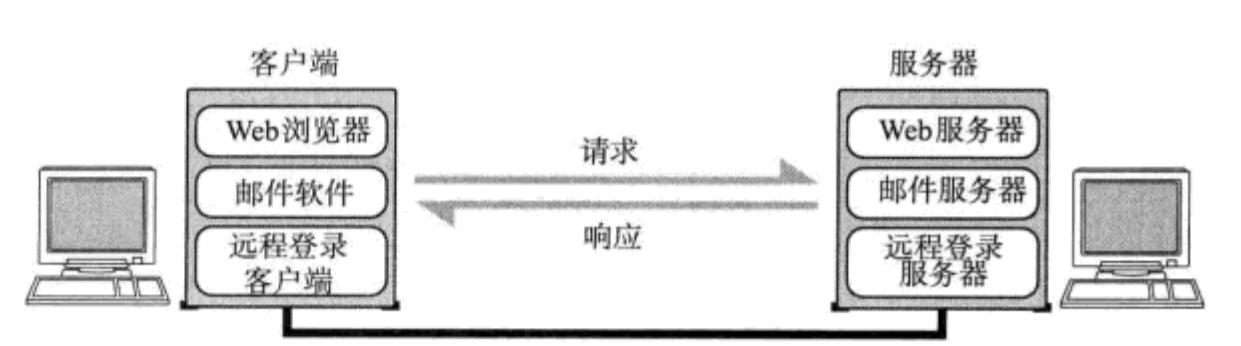 客户端
Web浏览器
邮件软件
远程登录
客户端
请求
响应
服务器
Web服务器
邮件服务器
远程登录
服务器